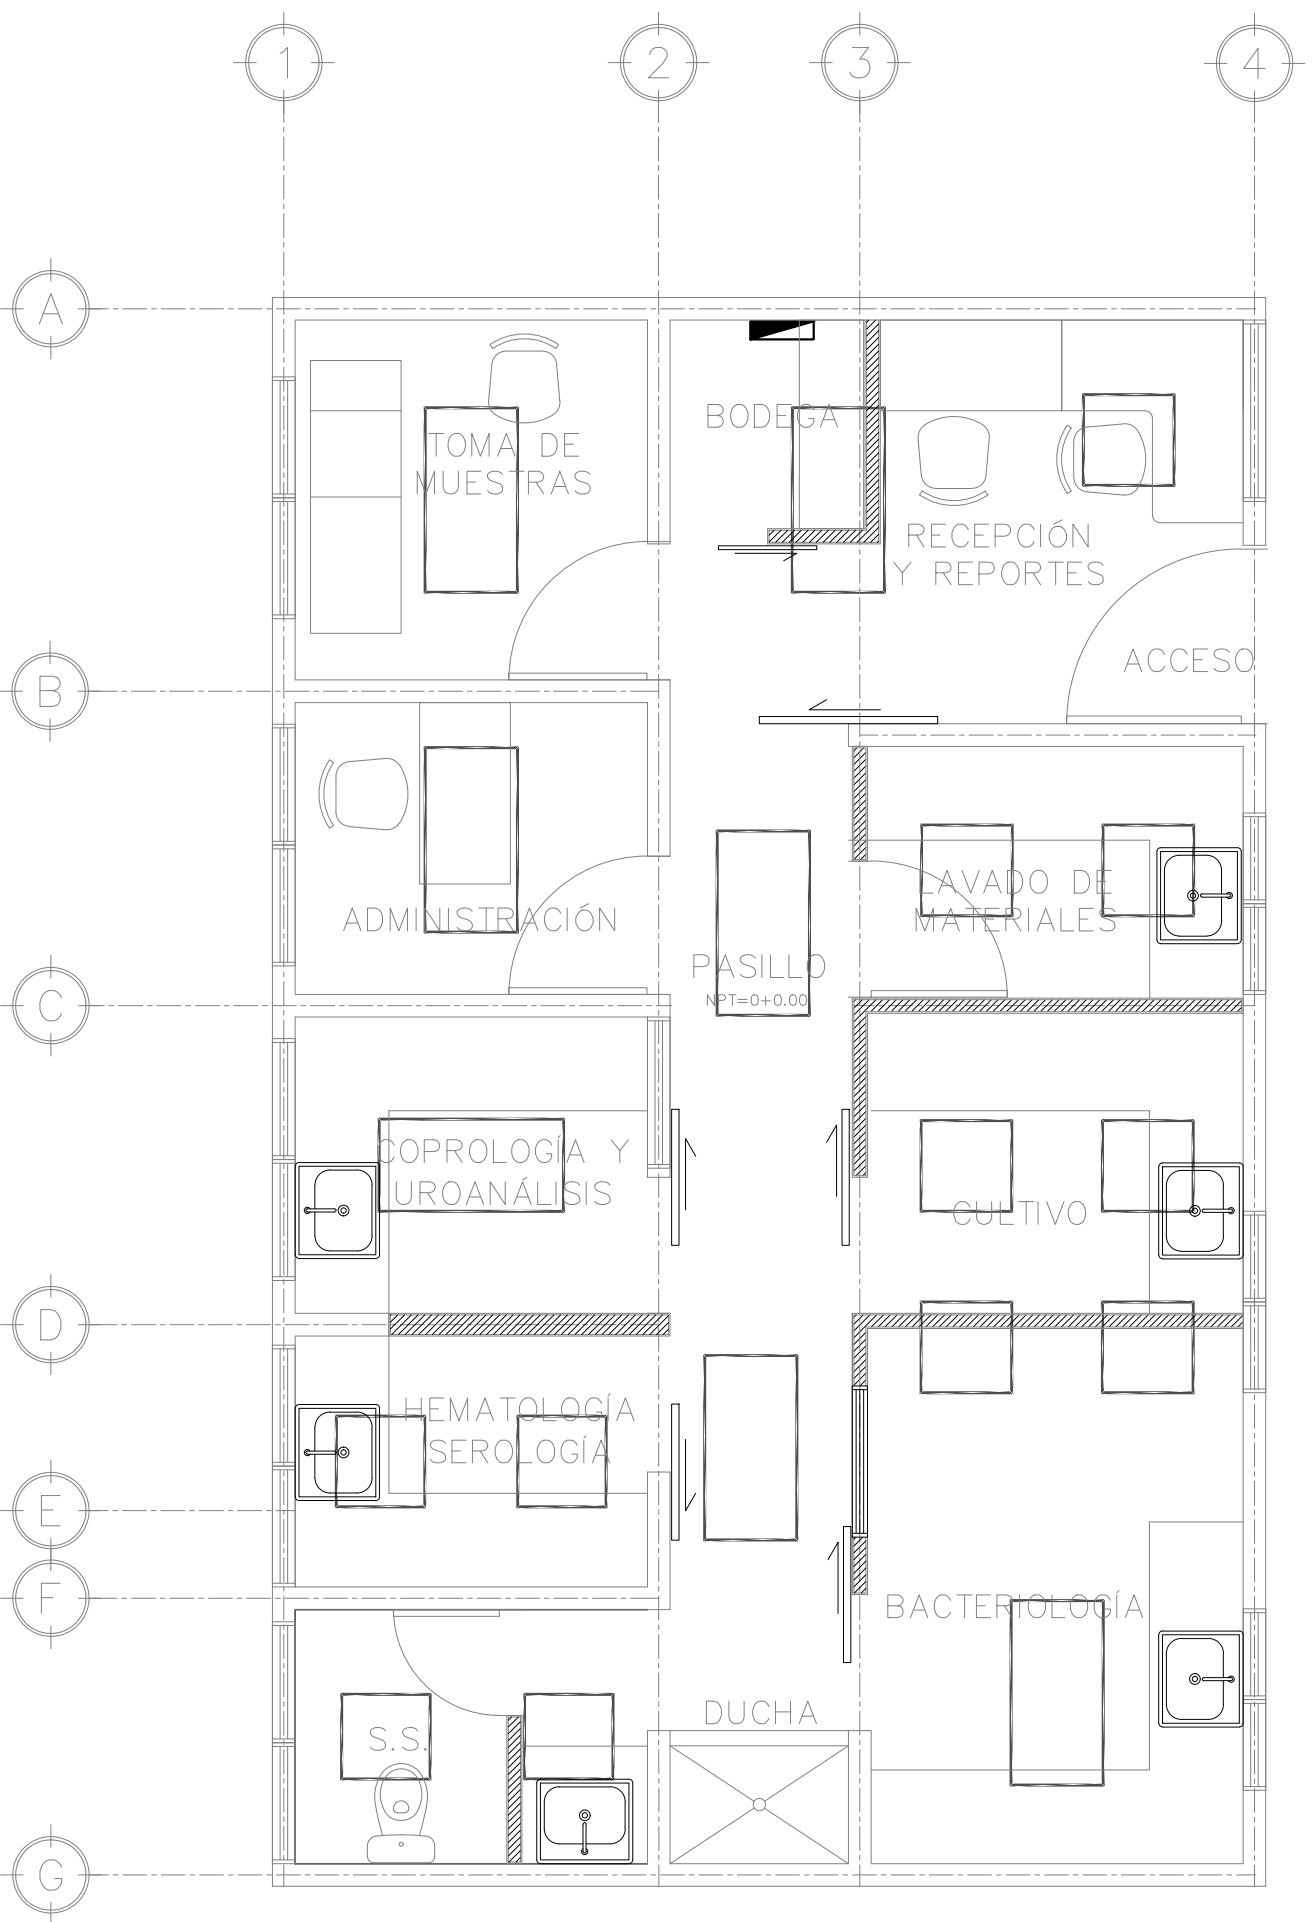 1
2
3
4
A
TOMA DE
MUESTRAS
BODEGA
RECEPCIÓN
Y REPORTES
ACCESO
B
ADMINISTRACIÓN
LAVADO DE
MATERIALES
PASILLO
NPT=0+0.00
C
COPROLOGÍA Y
UROANÁLISIS
CULTIVO
D
HEMATOLOGÍA
SEROLOGÍA
E
F
BACTERIOLOGÍA
DUCHA
S.S.
G